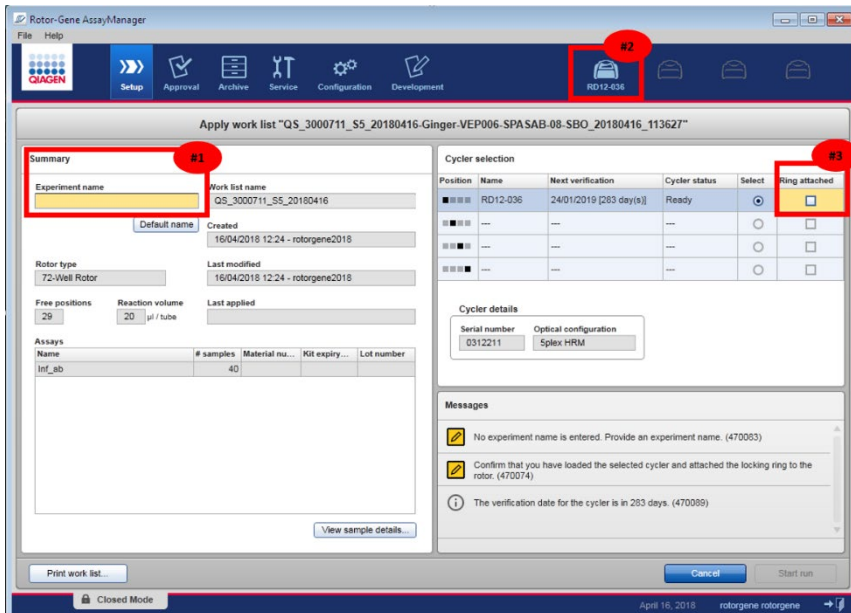 Rotor-Gene AssayManager
File Help
QIAGEN
Setup Approval Archive Service Configuration Development
RD12-036
#2
Apply work list "QS_3000711_S5_20180416-Ginger-VEP006-SPASAB-08-SBO_20180416_113627"
Summary
#1
Experiment name
Work list name
QS_3000711_S5_20180416
Default name
Created
16/04/2018 12:24 - rotorgene2018
Rotor type
72-Well Rotor
Last modified
16/04/2018 12:24 - rotorgene2018
Free positions
29
Reaction volume
20 µl / tube
Last applied
Assays
Name # samples Material nu... Kit expiry... Lot number
Inf_ab 40
View sample details...
Cycler selection
#3
Position Name Next verification Cycler status Select Ring attached
RD12-036 24/01/2019 [283 day(s)] Ready
--- --- ---
--- --- ---
--- --- ---
Cycler details
Serial number
0312211
Optical configuration
5plex HRM
Messages
No experiment name is entered. Provide an experiment name. (470083)
Confirm that you have loaded the selected cycler and attached the locking ring to the
rotor. (470074)
The verification date for the cycler is in 283 days. (470089)
Print work list...
Cancel
Start run
Closed Mode
April 16, 2018
rotorgene rotorgene